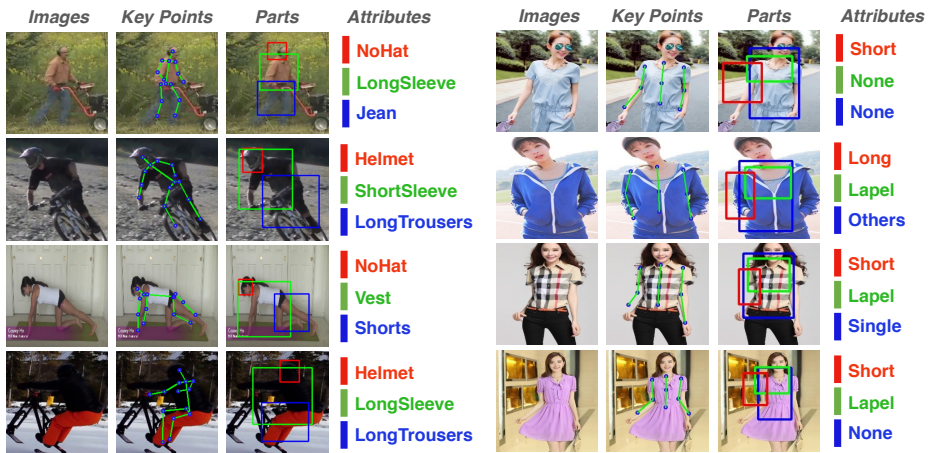 Images Key Points Parts Attributes
NoHat
LongSleeve
Jean
Helmet
ShortSleeve
LongTrousers
NoHat
Vest
Shorts
Helmet
LongSleeve
LongTrousers
Images Key Points Parts Attributes
Short
None
None
Long
Lapel
Others
Short
Lapel
Single
Short
Lapel
None